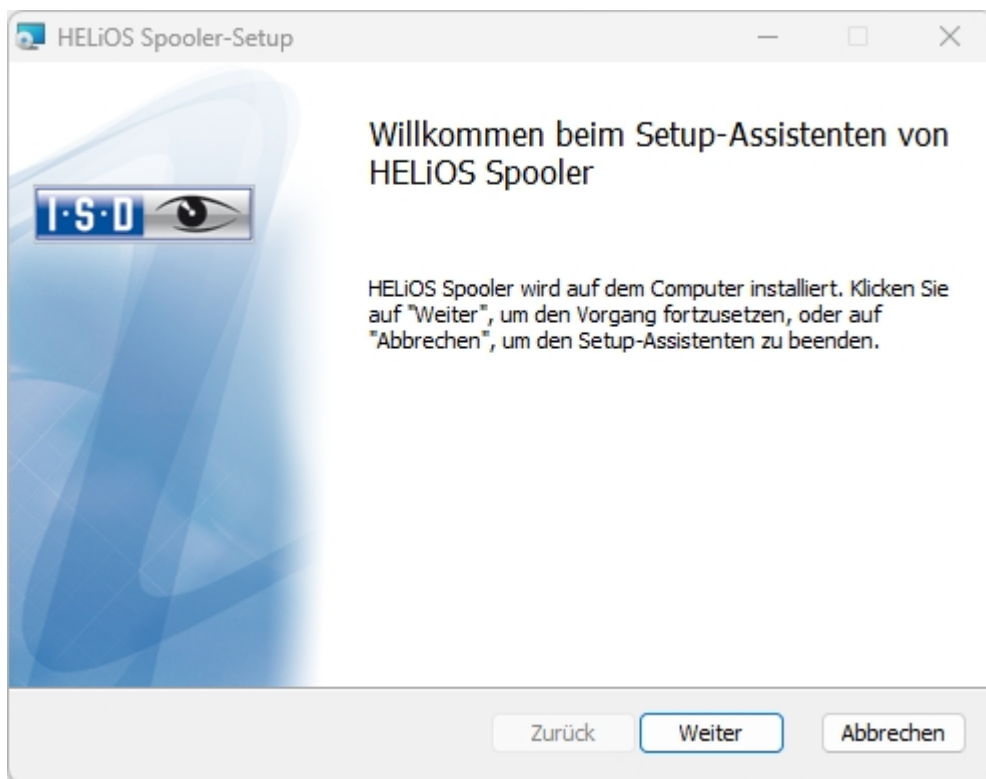 HELiOS Spooler-Setup
Willkommen beim Setup-Assistenten von
HELiOS Spooler
I·S·D
HELiOS Spooler wird auf dem Computer installiert. Klicken Sie
auf "Weiter", um den Vorgang fortzusetzen, oder auf
"Abbrechen", um den Setup-Assistenten zu beenden.
Zurück
Weiter
Abbrechen